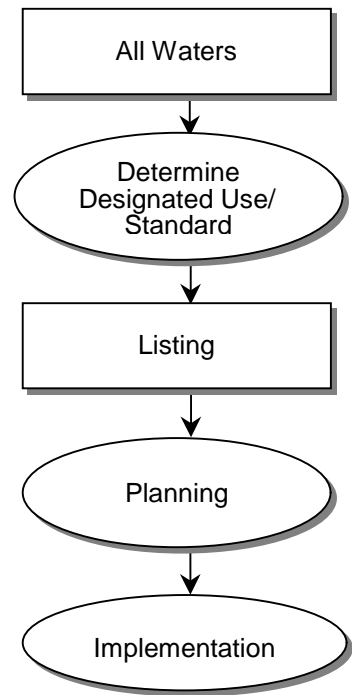 All Waters
Determine
Designated Use/
Standard
Listing
Planning
Implementation